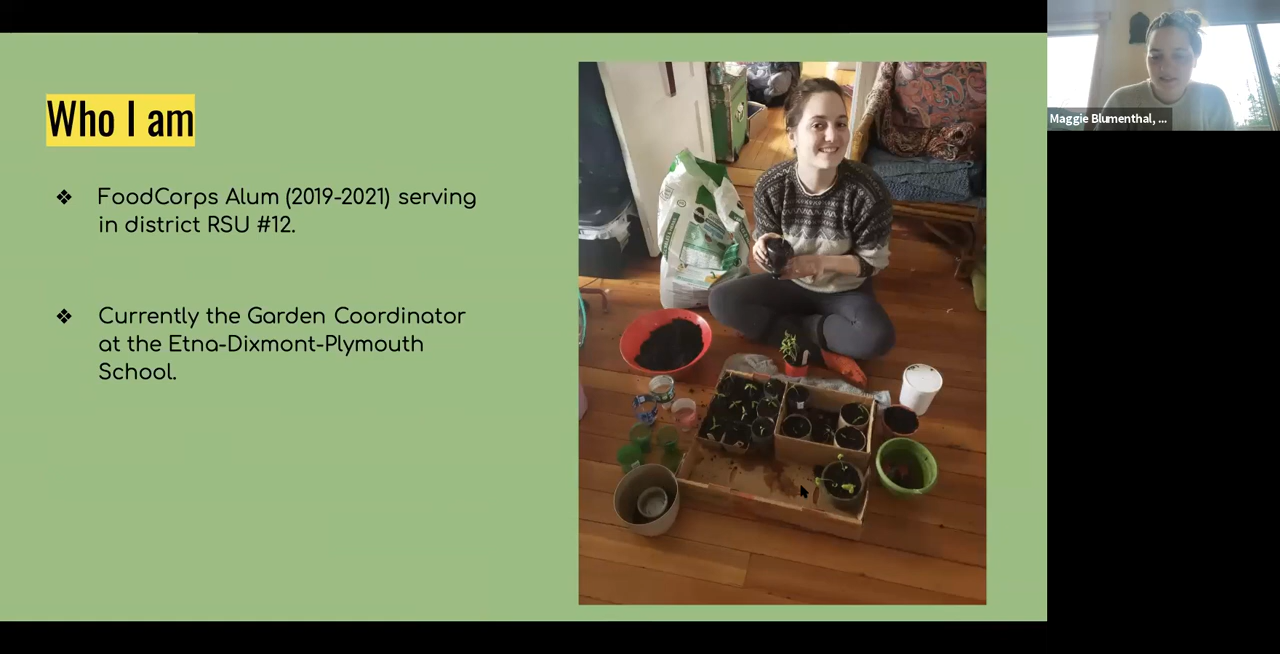 Who I am
❖ FoodCorps Alum (2019-2021) serving
in district RSU #12.
❖ Currently the Garden Coordinator
at the Etna-Dixmont-Plymouth
School.
Maggie Blumenthal, ...